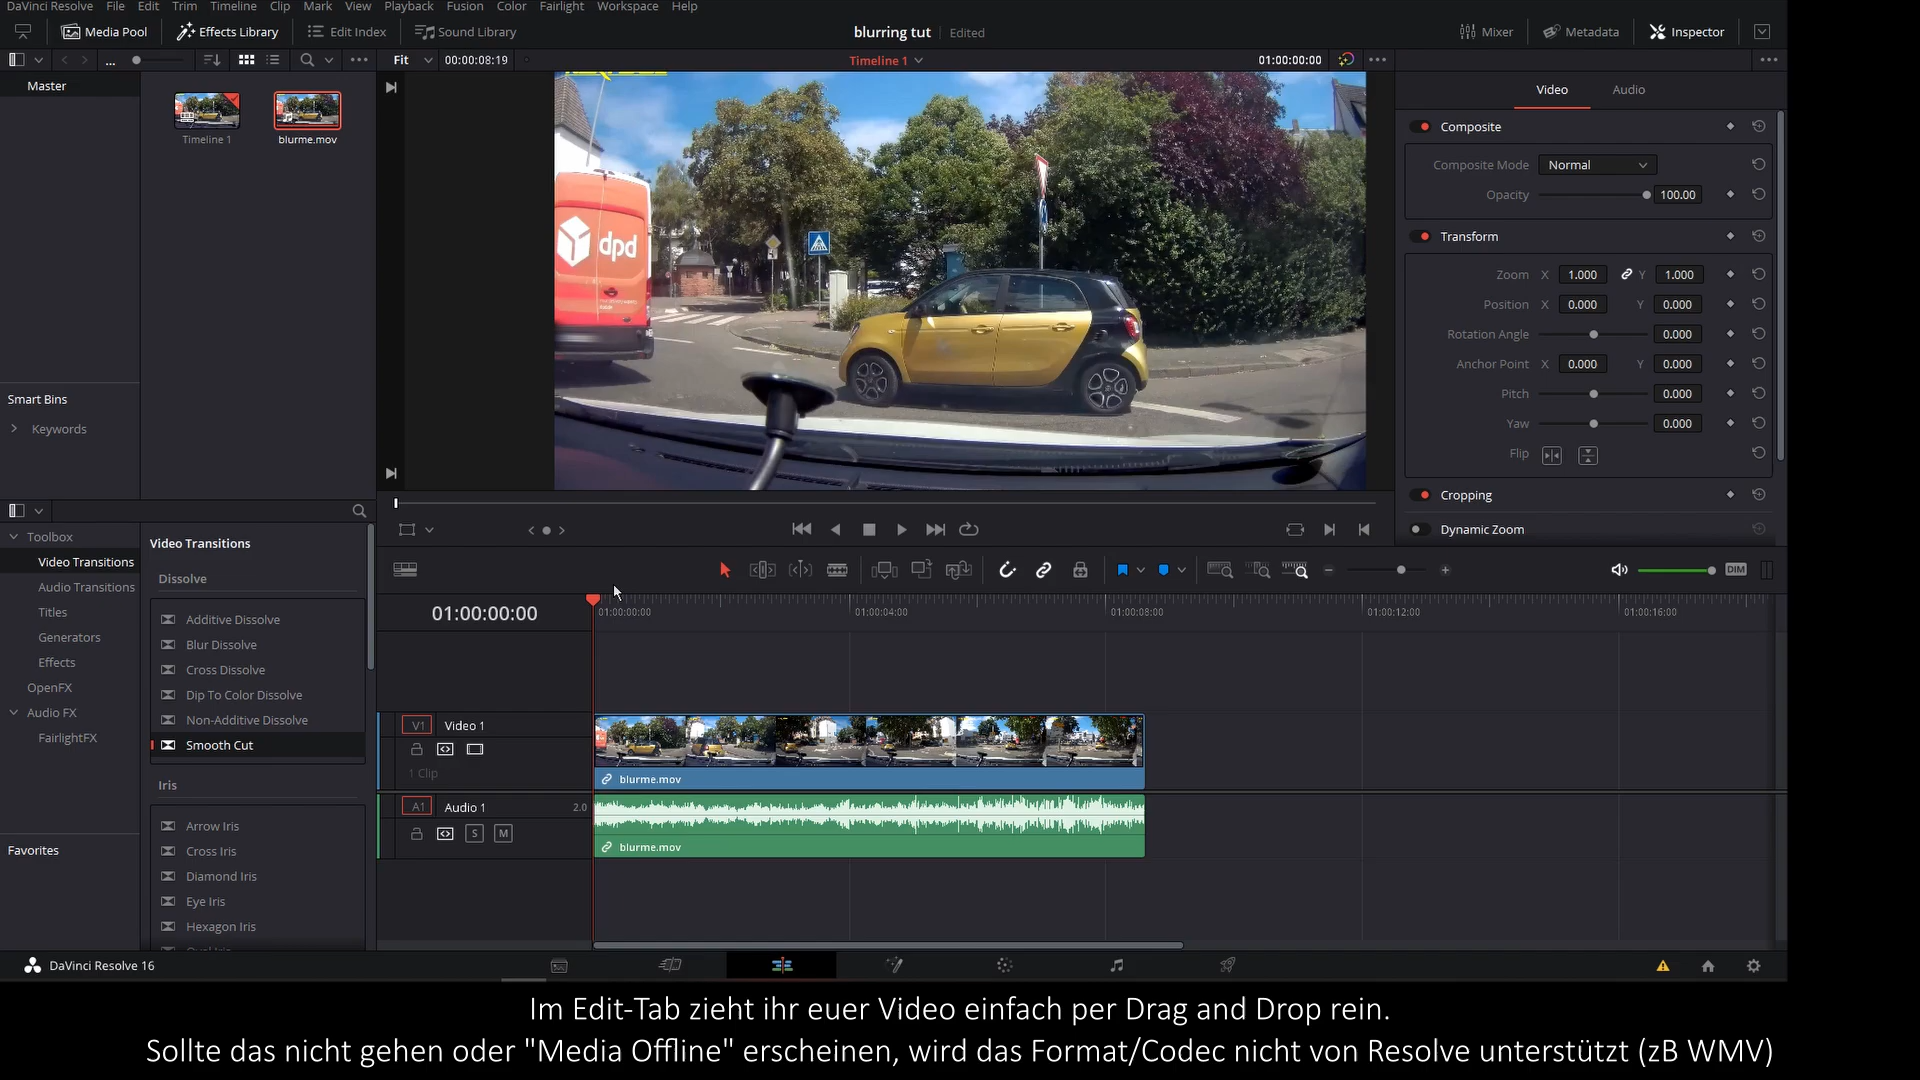 DaVinci Resolve File Edit Trim Timeline Clip Mark View Playback Fusion Color Fairlight Workspace Help
Media Pool Effects Library Edit Index Sound Library blurring tut Edited Mixer Metadata Inspector
... Fit 00:00:08:19 Timeline 1 01:00:00:00
Master
Timeline 1 blurme.mov
dpd
Video Audio
Composite
Composite Mode Normal
Opacity 100.00
Transform
Zoom X 1.000 Y 1.000
Position X 0.000 Y 0.000
Rotation Angle 0.000
Anchor Point X 0.000 Y 0.000
Pitch 0.000
Yaw 0.000
Flip
Cropping
Dynamic Zoom
Smart Bins
Keywords
Toolbox
Video Transitions
Audio Transitions
Titles
Generators
Effects
OpenFX
Audio FX
FairlightFX
Favorites
Video Transitions
Dissolve
Additive Dissolve
Blur Dissolve
Cross Dissolve
Dip To Color Dissolve
Non-Additive Dissolve
Smooth Cut
Iris
Arrow Iris
Cross Iris
Diamond Iris
Eye Iris
Hexagon Iris
Oval Iris
DIM
01:00:00:00 01:00:00:00 01:00:04:00 01:00:08:00 01:00:12:00 01:00:16:00
V1 Video 1
1 Clip
blurme.mov
A1 Audio 1 2.0
S M
blurme.mov
DaVinci Resolve 16
Im Edit-Tab zieht ihr euer Video einfach per Drag and Drop rein.
Sollte das nicht gehen oder "Media Offline" erscheinen, wird das Format/Codec nicht von Resolve unterstützt (zB WMV)